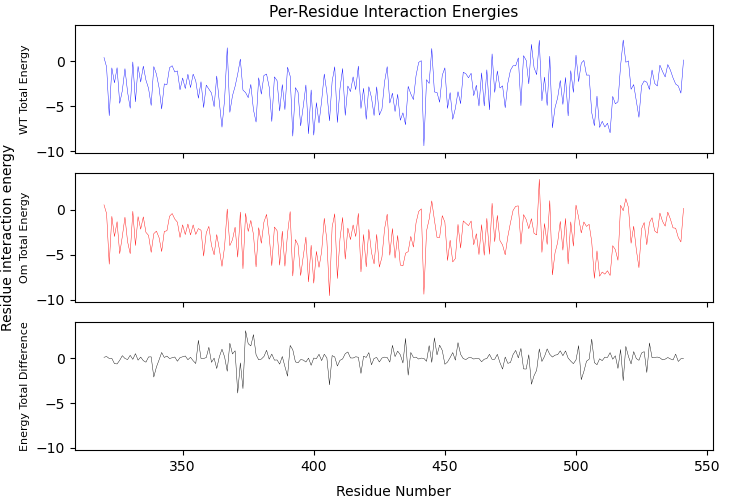 Per-Residue Interaction Energies
Residue interaction energy
WT Total Energy
0
−5
−10
Om Total Energy
0
−5
−10
Energy Total Difference
0
−5
−10
350 400 450 500 550
Residue Number